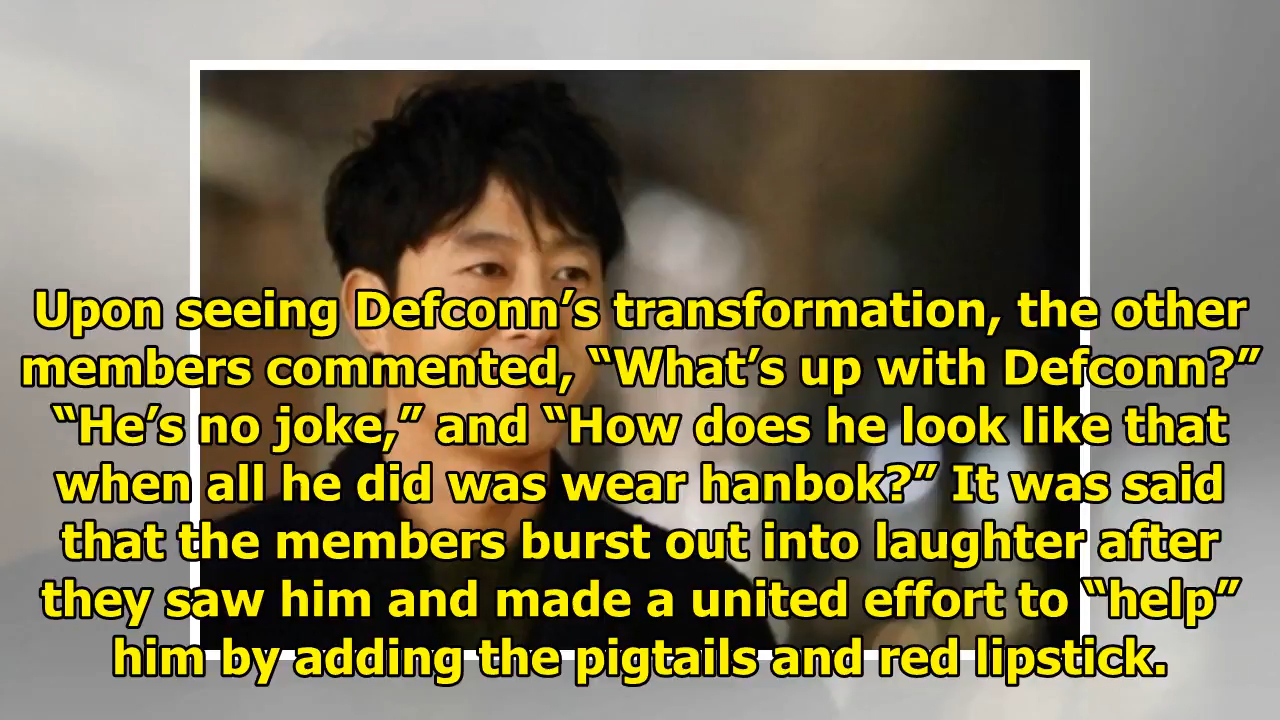 Upon seeing Defconn’s transformation, the other
members commented, “What’s up with Defconn?”
“He’s no joke,” and “How does he look like that
when all he did was wear hanbok?” It was said
that the members burst out into laughter after
they saw him and made a united effort to “help”
him by adding the pigtails and red lipstick.